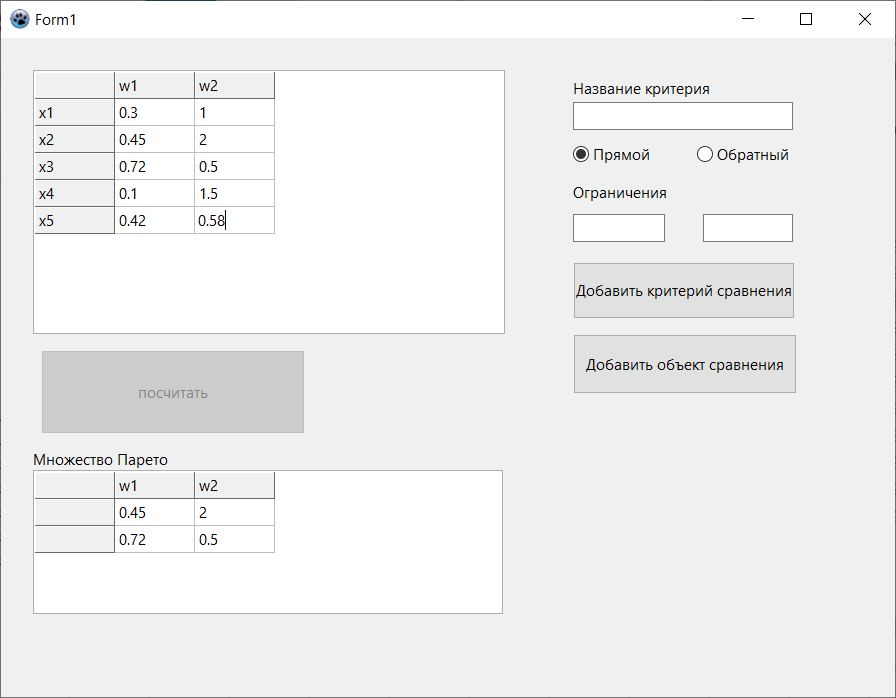 Form1
w1 w2
x1 0.3 1
x2 0.45 2
x3 0.72 0.5
x4 0.1 1.5
x5 0.42 0.58
посчитать
Множество Парето
w1 w2
0.45 2
0.72 0.5
Название критерия
Прямой Обратный
Ограничения
Добавить критерий сравнения
Добавить объект сравнения